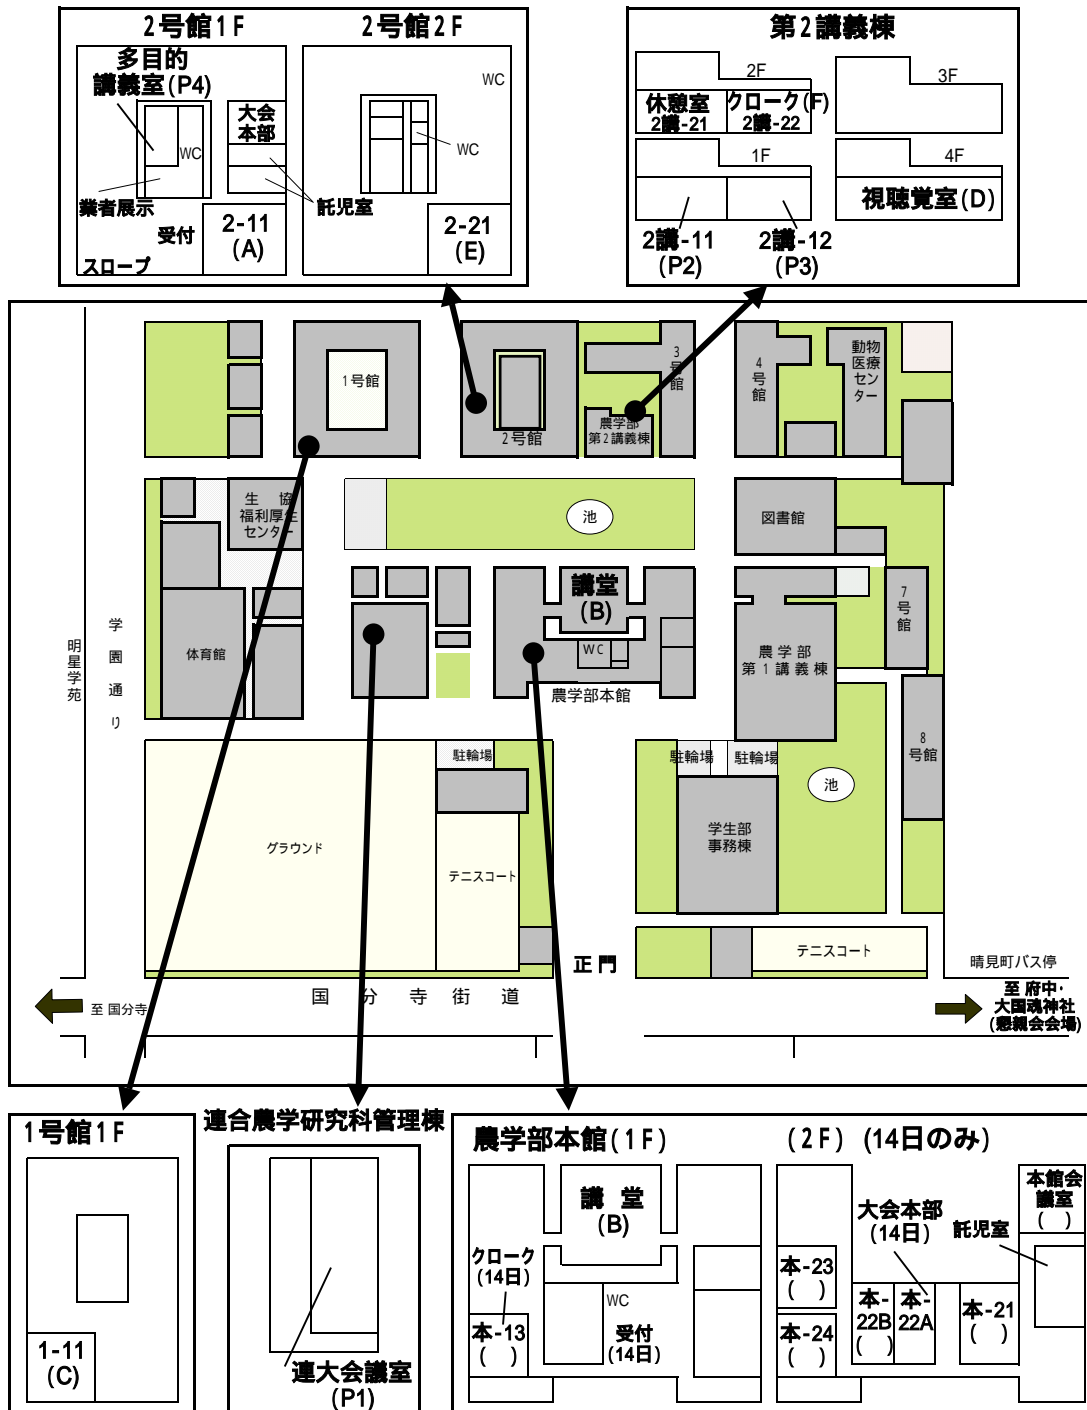 2号館1F
2号館2F
多目的
講義室(P4)
大会
本部
WC
業者展示
託児室
受付
2-11
(A)
スロープ
WC
WC
2-21
(E)
第2講義棟
2F
休憩室
2講-21
クローク(F)
2講-22
3F
1F
2講-11
(P2)
2講-12
(P3)
4F
視聴覚室(D)
1号館
2号館
3号館
農学部
第2講義棟
4号館
動物
医療
セン
ター
生 協
福利厚生
センター
池
図書館
講堂
(B)
WC
農学部本館
農学部
第1講義棟
7号館
8号館
体育館
明星学苑
学園通り
駐輪場
駐輪場
駐輪場
池
学生部
事務棟
グラウンド
テニスコート
テニスコート
正門
晴見町バス停
至 国分寺
国分寺街道
至 府中・
大国魂神社
(懇親会会場)
1号館1F
1-11
(C)
連合農学研究科管理棟
連大会議室
(P1)
農学部本館(1F)
講 堂
(B)
クローク
(14日)
本-13
( )
WC
受付
(14日)
(2F) (14日のみ)
本館会
議室
( )
大会本部
(14日)
託児室
本-23
( )
本-24
( )
本-
22B
( )
本-
22A
本-21
( )